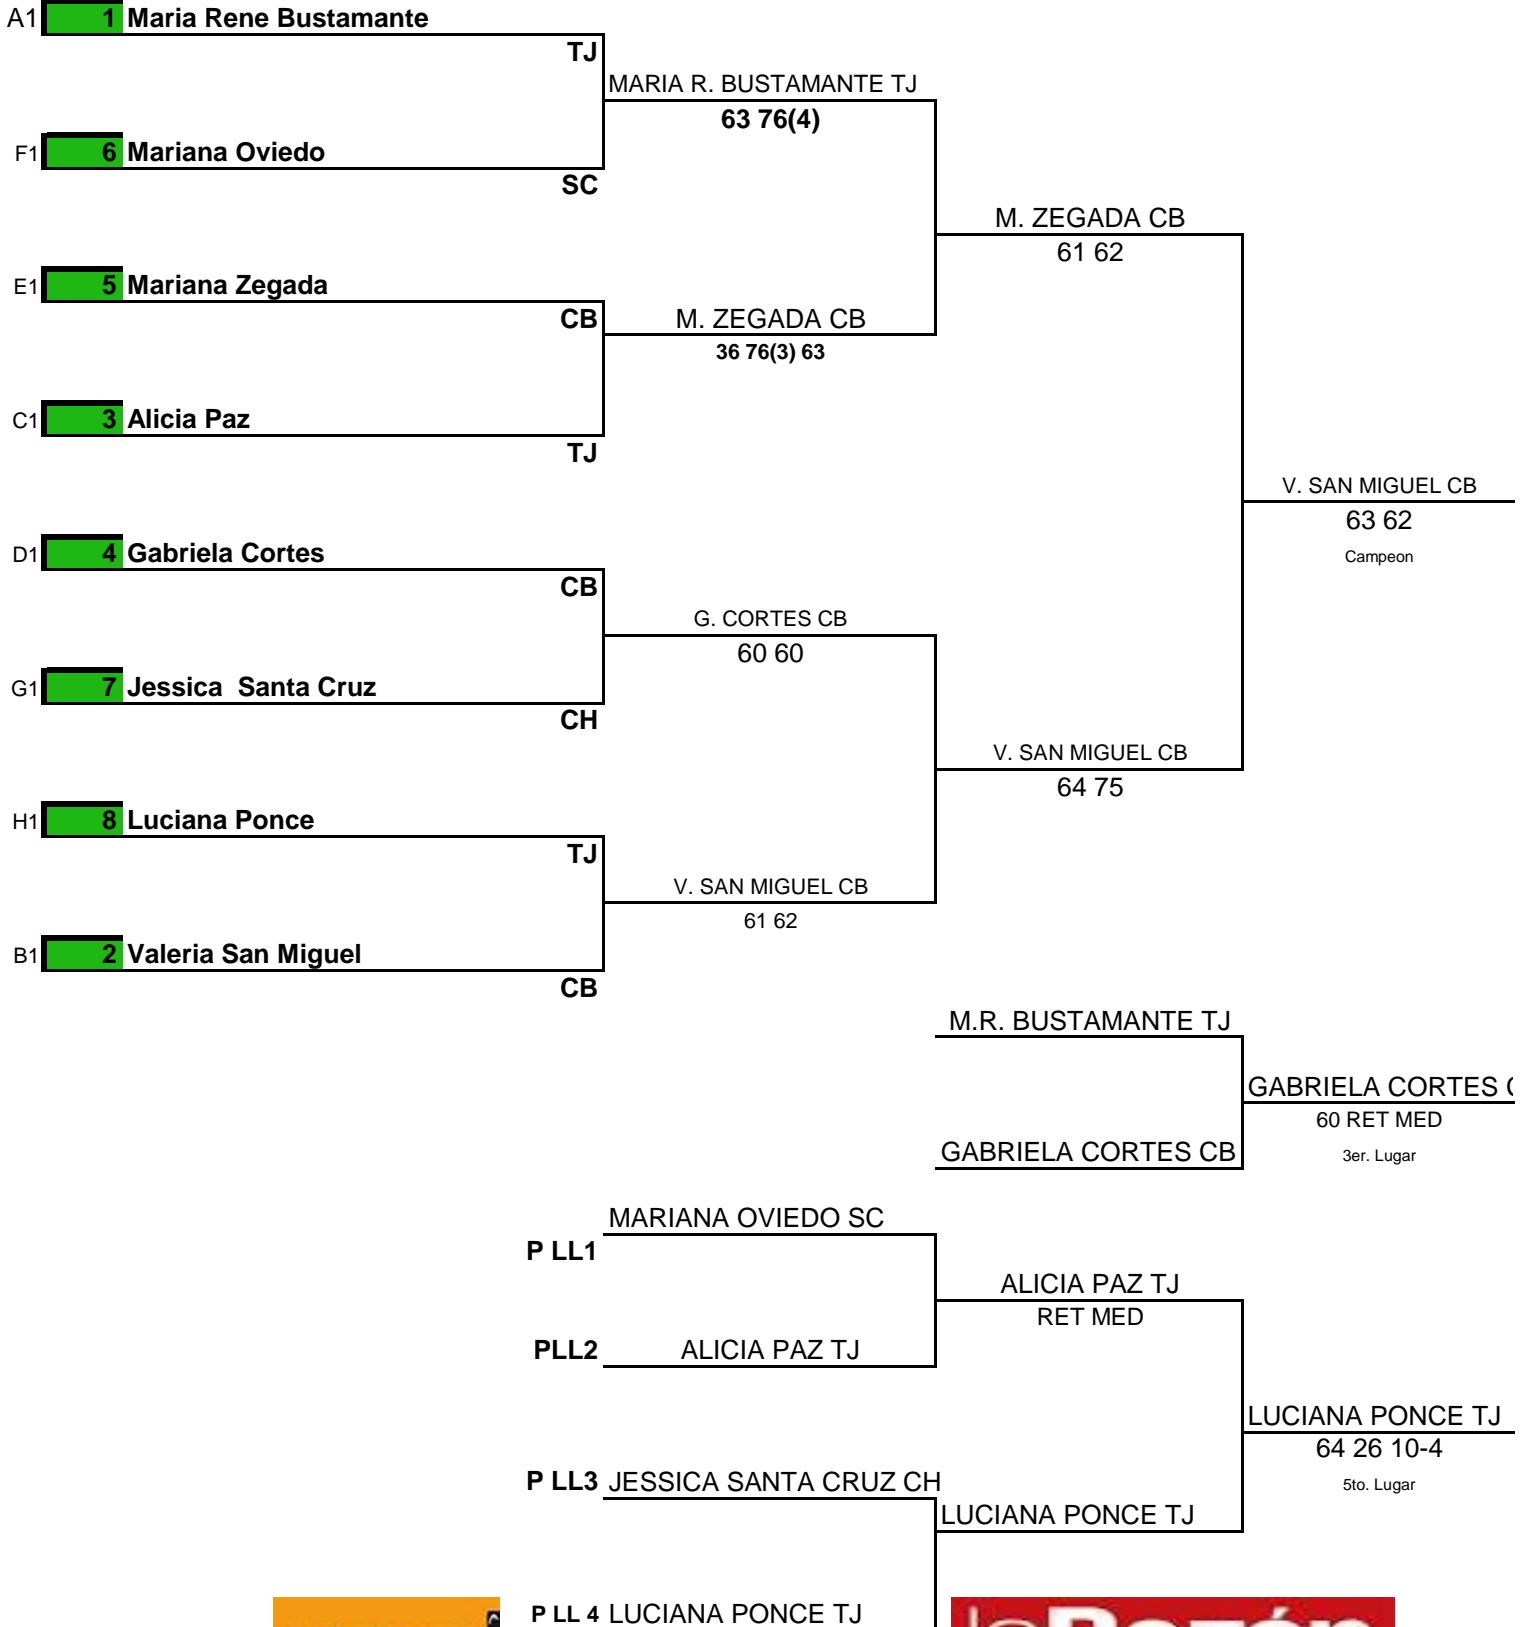 A1 1 Maria Rene Bustamante
TJ
MARIA R. BUSTAMANTE TJ
63 76(4)
F1 6 Mariana Oviedo
SC
M. ZEGADA CB
61 62
E1 5 Mariana Zegada
CB
M. ZEGADA CB
36 76(3) 63
C1 3 Alicia Paz
TJ
V. SAN MIGUEL CB
63 62
Campeon
D1 4 Gabriela Cortes
CB
G. CORTES CB
60 60
G1 7 Jessica  Santa Cruz
CH
V. SAN MIGUEL CB
64 75
H1 8 Luciana Ponce
TJ
V. SAN MIGUEL CB
61 62
B1 2 Valeria San Miguel
CB
M.R. BUSTAMANTE TJ
GABRIELA CORTES
60 RET MED
GABRIELA CORTES CB
3er. Lugar
MARIANA OVIEDO SC
P LL1
ALICIA PAZ TJ
RET MED
PLL2 ALICIA PAZ TJ
LUCIANA PONCE TJ
64 26 10-4
5to. Lugar
P LL3 JESSICA SANTA CRUZ CH
LUCIANA PONCE TJ
P LL 4 LUCIANA PONCE TJ